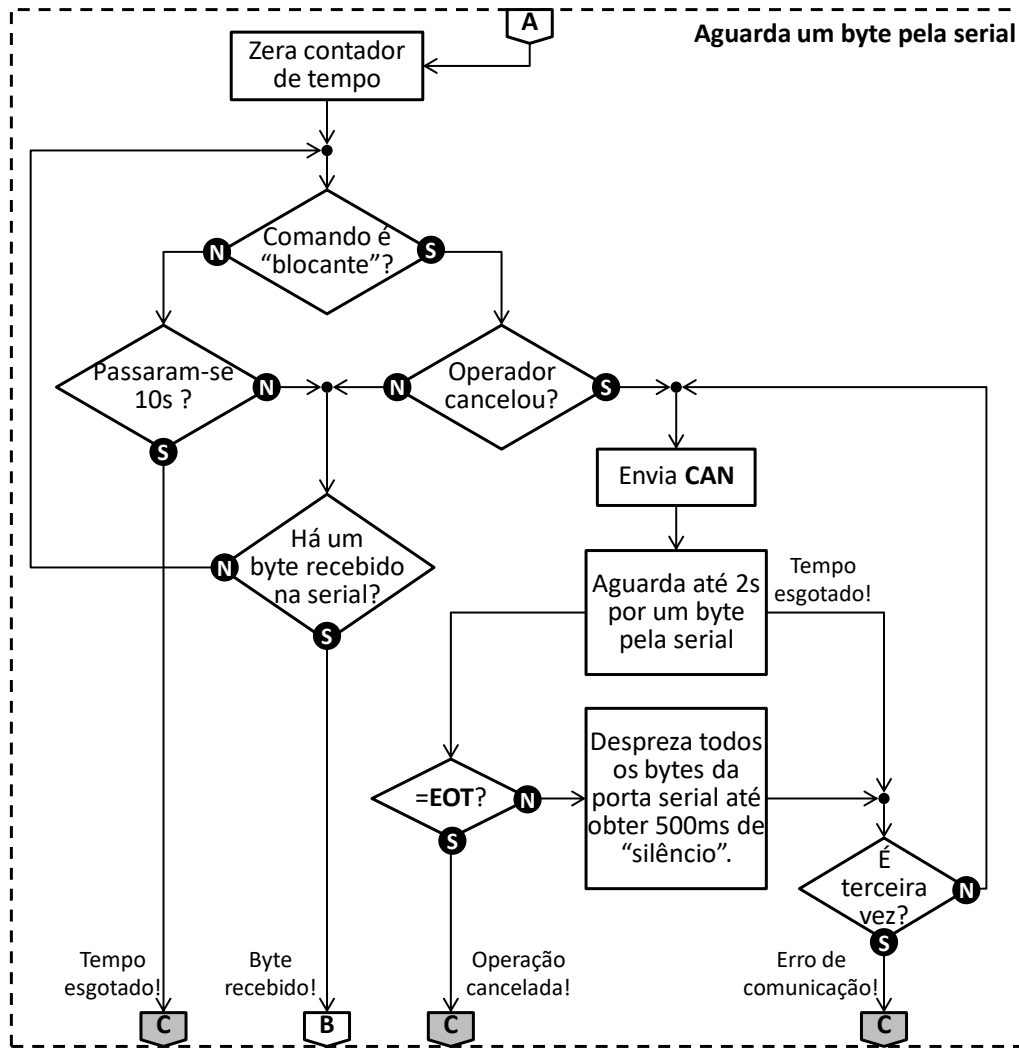 A
Aguarda um byte pela serial
Zera contador
de tempo
Comando é
“blocante”?
N
S
Passaram-se
10s ?
N
S
Operador
cancelou?
N
S
Envia CAN
Há um
byte recebido
na serial?
N
S
Aguarda até 2s
por um byte
pela serial
Tempo
esgotado!
=EOT?
N
S
Despreza todos
os bytes da
porta serial até
obter 500ms de
“silêncio”.
É
terceira
vez?
N
S
Tempo
esgotado!
Byte
recebido!
Operação
cancelada!
Erro de
comunicação!
C
B
C
C